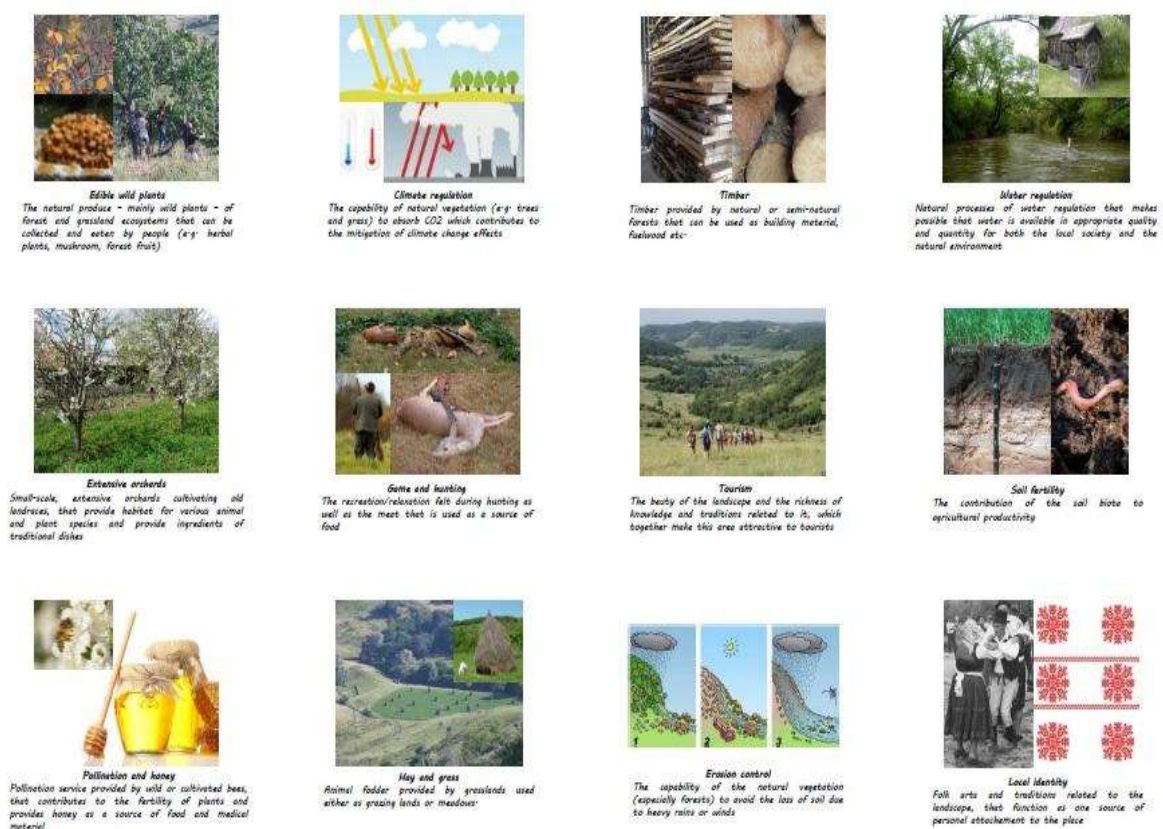 Edible wild plants
The natural produce - mainly wild plants - of
forest and grassland ecosystems that can be
collected and eaten by people (e.g. herbal
plants, mushroom, forest fruit)
Climate regulation
The capability of natural vegetation (e.g. trees
and grass) to absorb CO2 which contributes to
the mitigation of climate change effects
Timber
Timber provided by natural or semi-natural
forests that can be used as building material,
fuelwood etc.
Water regulation
Natural processes of water regulation that makes
possible that water is available in appropriate quality
and quantity for both the local society and the
natural environment
Extensive orchards
Small-scale, extensive orchards cultivating old
landraces, that provide habitat for various animal
and plant species and provide ingredients of
traditional dishes
Game and hunting
The recreation/relaxation felt during hunting as
well as the meat that is used as a source of
food
Tourism
The beauty of the landscape and the richness of
knowledge and traditions related to it, which
together make this area attractive to tourists
Soil fertility
The contribution of the soil biota to
agricultural productivity
Pollination and honey
Pollination service provided by wild or cultivated bees,
that contributes to the fertility of plants and
provides honey as a source of food and medical
material
Hay and grass
Animal fodder provided by grasslands used
either as grazing lands or meadows.
1 2 3
Erosion control
The capability of the natural vegetation
(especially forests) to avoid the loss of soil due
to heavy rains or winds
Local identity
Folk arts and traditions related to the
landscape, that function as one source of
personal attachement to the place